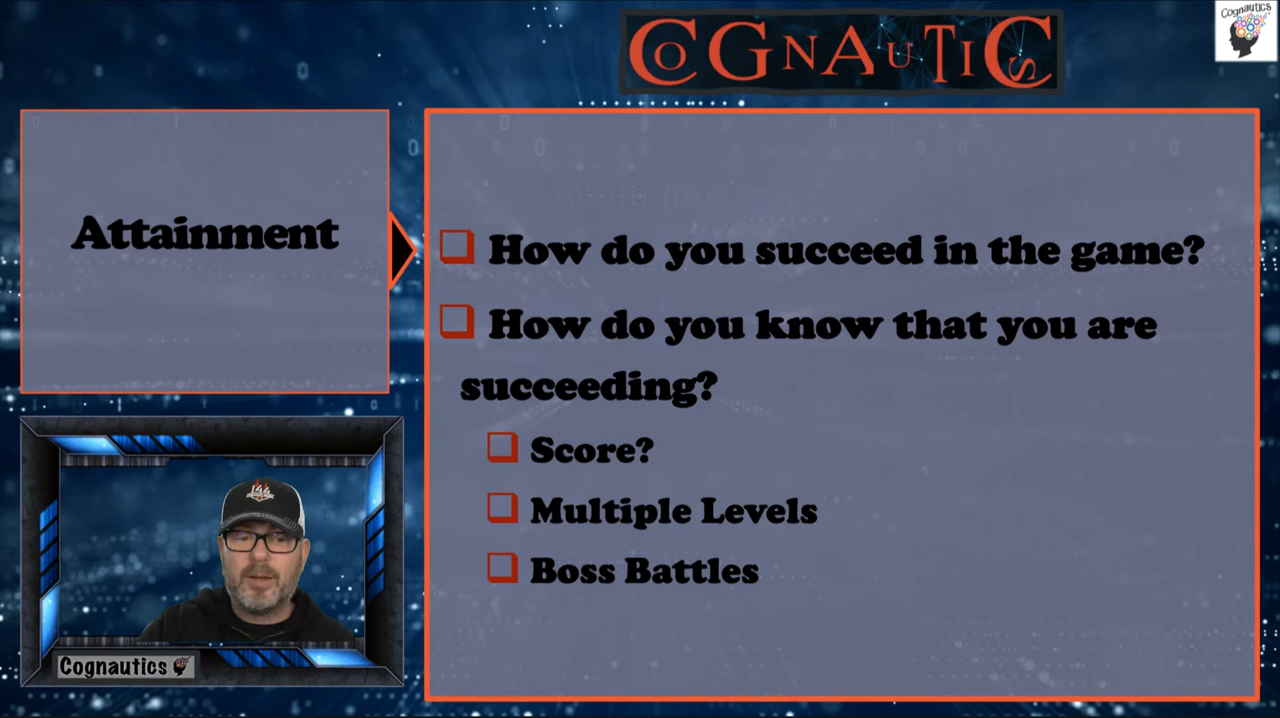 COGNAUTICS
Cognautics
Attainment
How do you succeed in the game?
How do you know that you are
succeeding?
Score?
Multiple Levels
Boss Battles
144
Cognautics